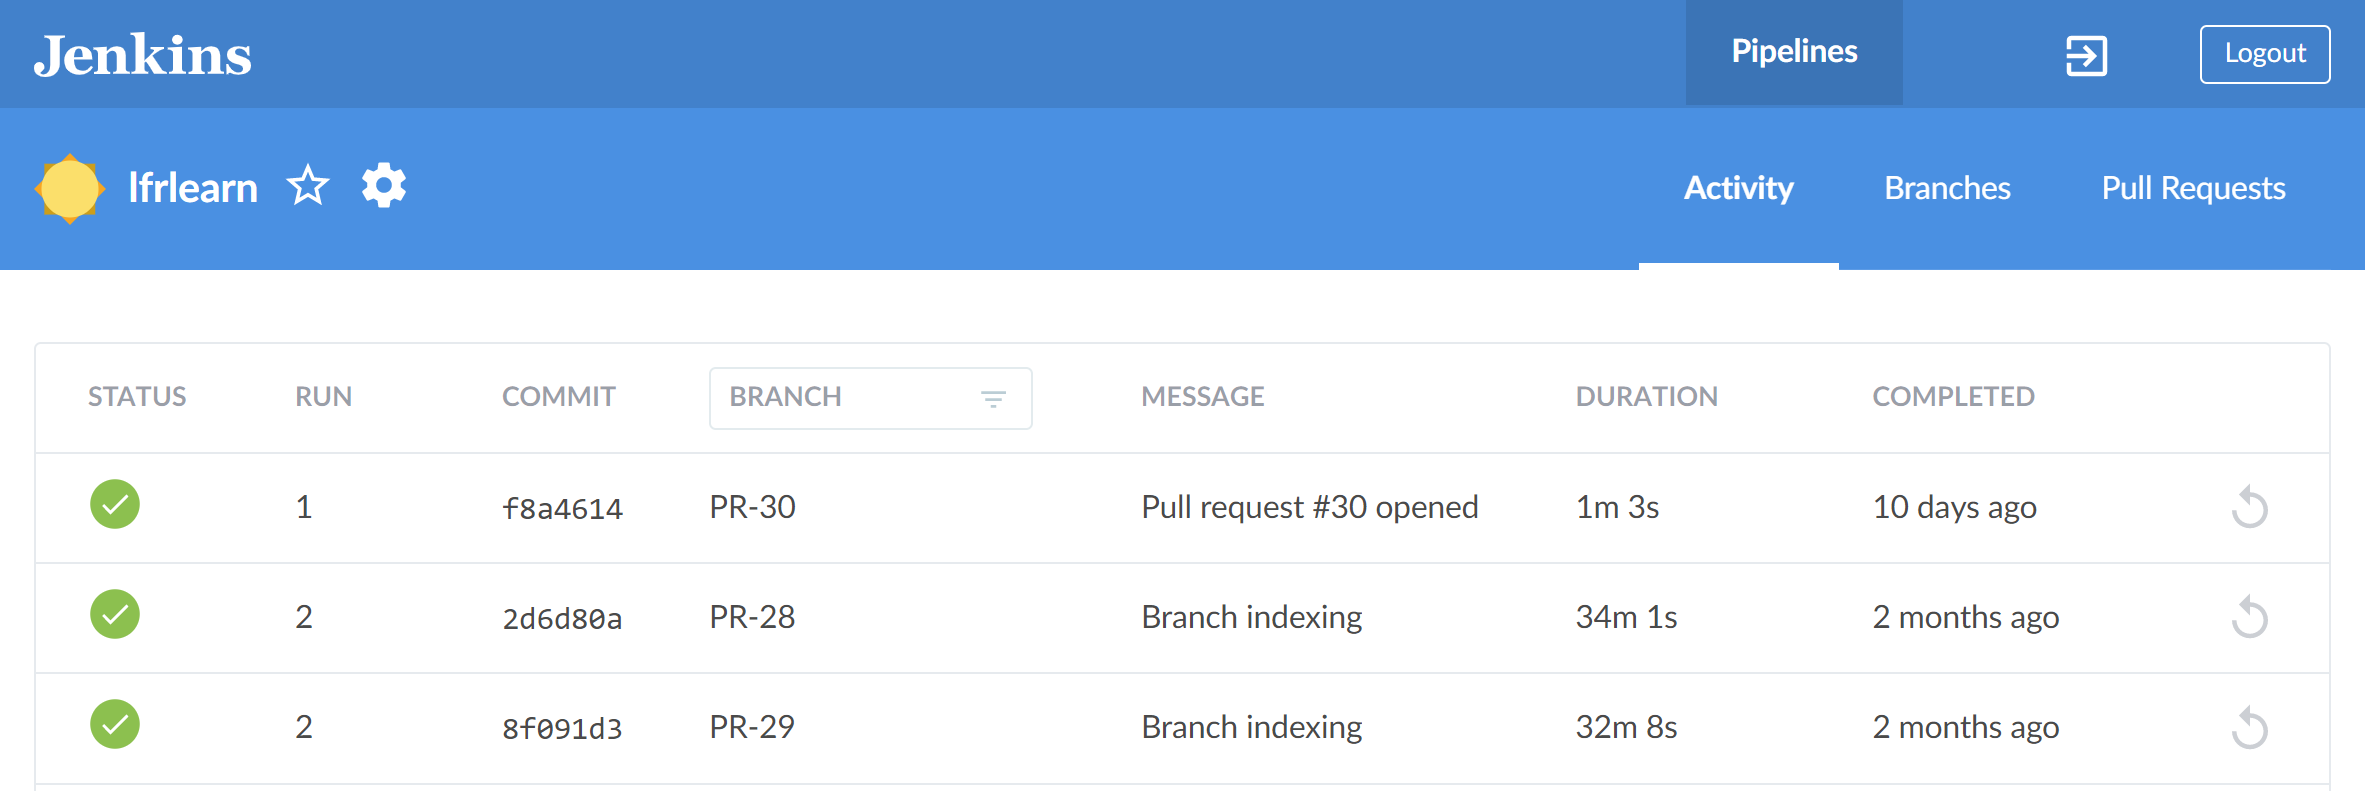 Jenkins Pipelines Logout
lfrlearn Activity Branches Pull Requests
STATUS RUN COMMIT BRANCH MESSAGE DURATION COMPLETED
1 f8a4614 PR-30 Pull request #30 opened 1m 3s 10 days ago
2 2d6d80a PR-28 Branch indexing 34m 1s 2 months ago
2 8f091d3 PR-29 Branch indexing 32m 8s 2 months ago